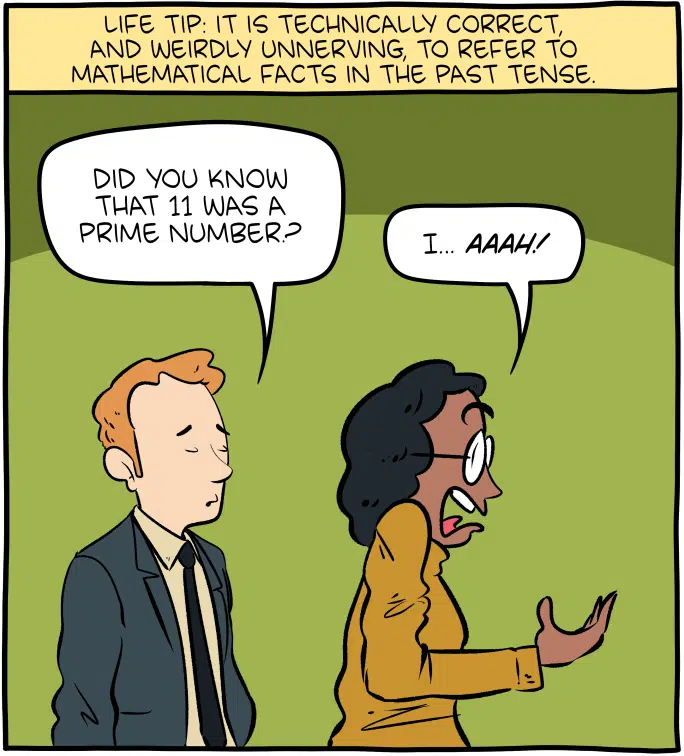 LIFE TIP: IT IS TECHNICALLY CORRECT,
AND WEIRDLY UNNERVING, TO REFER TO
MATHEMATICAL FACTS IN THE PAST TENSE.
DID YOU KNOW
THAT 11 WAS A
PRIME NUMBER?
I... AAAH!